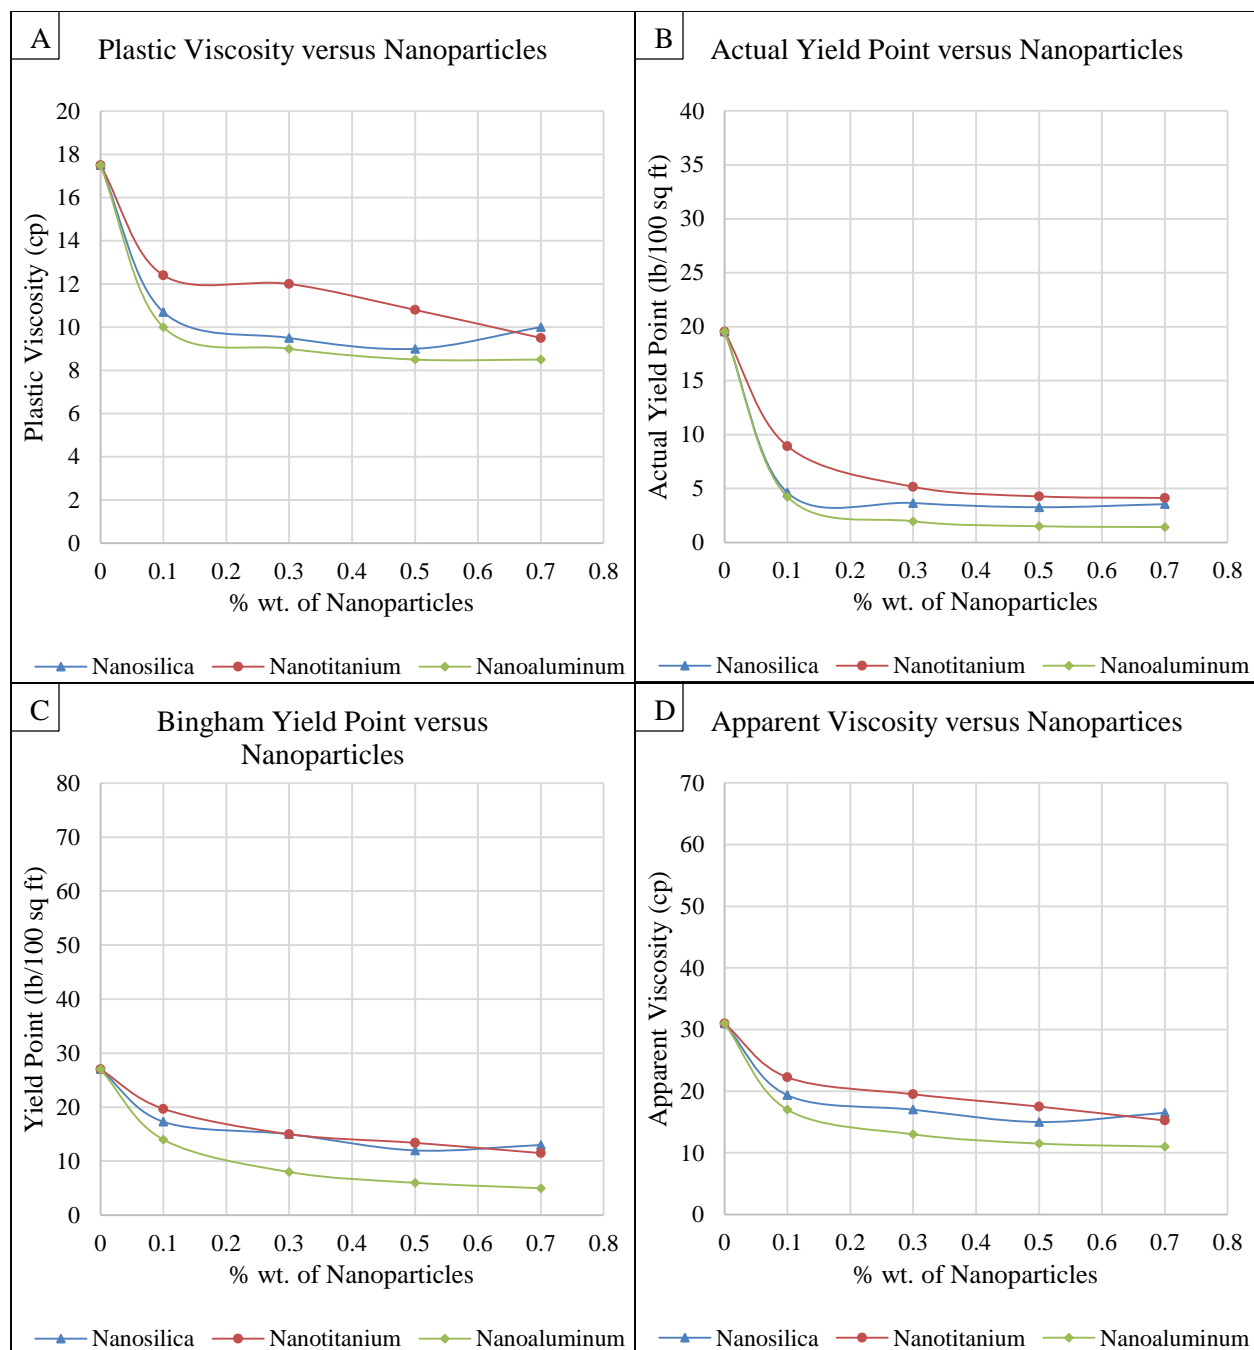 A
Plastic Viscosity versus Nanoparticles
20
18
16
14
12
10
8
6
4
2
0
Plastic Viscosity (cp)
0 0.1 0.2 0.3 0.4 0.5 0.6 0.7 0.8
% wt. of Nanoparticles
Nanosilica Nanotitanium Nanoaluminum
B
Actual Yield Point versus Nanoparticles
40
35
30
25
20
15
10
5
0
Actual Yield Point (lb/100 sq ft)
0 0.1 0.2 0.3 0.4 0.5 0.6 0.7 0.8
% wt. of Nanoparticles
Nanosilica Nanotitanium Nanoaluminum
C
Bingham Yield Point versus
Nanoparticles
80
70
60
50
40
30
20
10
0
Yield Point (lb/100 sq ft)
0 0.1 0.2 0.3 0.4 0.5 0.6 0.7 0.8
% wt. of Nanoparticles
Nanosilica Nanotitanium Nanoaluminum
D
Apparent Viscosity versus Nanopartices
70
60
50
40
30
20
10
0
Apparent Viscosity (cp)
0 0.1 0.2 0.3 0.4 0.5 0.6 0.7 0.8
% wt. of Nanoparticles
Nanosilica Nanotitanium Nanoaluminum